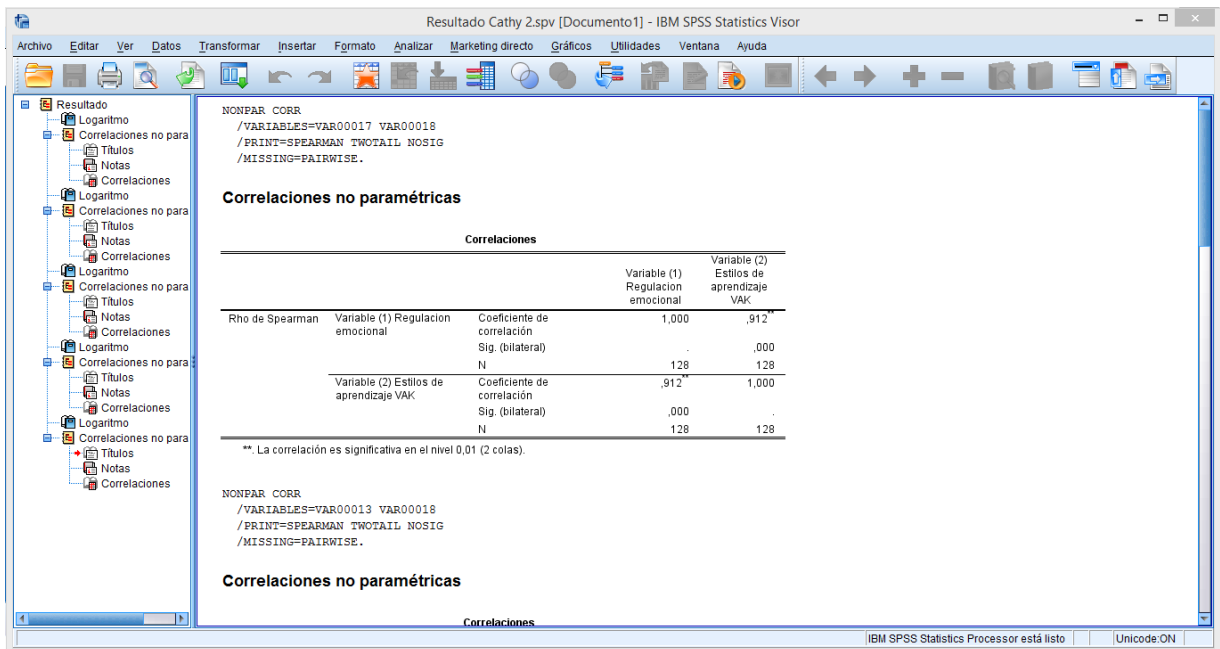 Resultado Cathy 2.spv [Documento1] - IBM SPSS Statistics Visor
Archivo Editar Ver Datos Transformar Insertar Formato Analizar Marketing directo Gráficos Utilidades Ventana Ayuda
Resultado
Logaritmo
Correlaciones no para
Títulos
Notas
Correlaciones
Logaritmo
Correlaciones no para
Títulos
Notas
Correlaciones
Logaritmo
Correlaciones no para
Títulos
Notas
Correlaciones
Logaritmo
Correlaciones no para
Títulos
Notas
Correlaciones
Logaritmo
Correlaciones no para
Títulos
Notas
Correlaciones
NONPAR CORR
/VARIABLES=VAR00017 VAR00018
/PRINT=SPEARMAN TWOTAIL NOSIG
/MISSING=PAIRWISE.
Correlaciones no paramétricas
Correlaciones
Variable (1) Regulacion emocional
Variable (2) Estilos de aprendizaje VAK
Rho de Spearman Variable (1) Regulacion emocional Coeficiente de correlación 1,000 ,912**
Sig. (bilateral) . ,000
N 128 128
Variable (2) Estilos de aprendizaje VAK Coeficiente de correlación ,912** 1,000
Sig. (bilateral) ,000 .
N 128 128
**. La correlación es significativa en el nivel 0,01 (2 colas).
NONPAR CORR
/VARIABLES=VAR00013 VAR00018
/PRINT=SPEARMAN TWOTAIL NOSIG
/MISSING=PAIRWISE.
Correlaciones no paramétricas
Correlaciones
IBM SPSS Statistics Processor está listo Unicode:ON